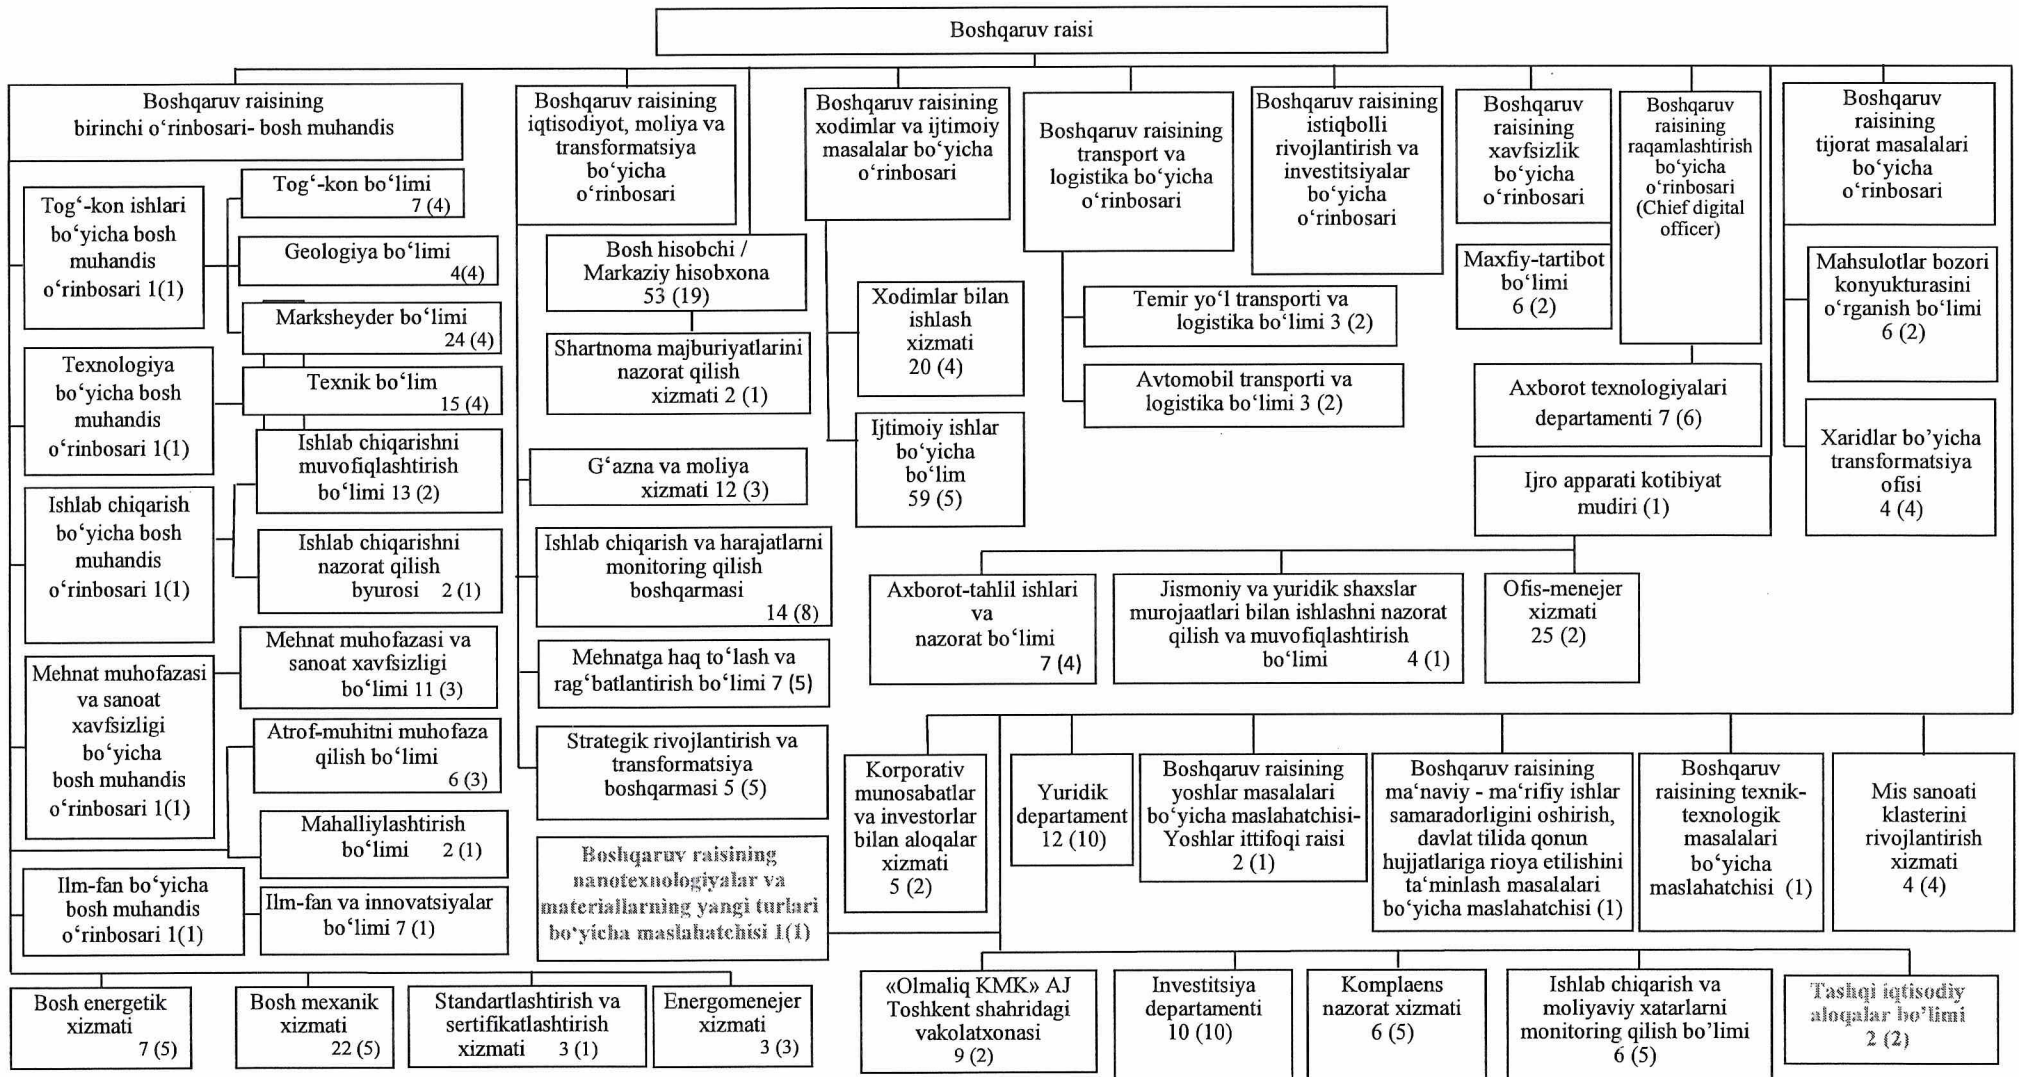 Boshqaruv raisi
Boshqaruv raisining
birinchi o‘rinbosari- bosh muhandis
Tog‘-kon ishlari
bo‘yicha bosh
muhandis
o‘rinbosari 1(1)
Tog‘-kon bo‘limi
7 (4)
Geologiya bo‘limi
4(4)
Marksheyder bo‘limi
24 (4)
Texnologiya
bo‘yicha bosh
muhandis
o‘rinbosari 1(1)
Texnik bo‘lim
15 (4)
Ishlab chiqarish
bo‘yicha bosh
muhandis
o‘rinbosari 1(1)
Ishlab chiqarishni
muvofiqlashtirish
bo‘limi 13 (2)
Ishlab chiqarishni
nazorat qilish
byurosi 2 (1)
Mehnat muhofazasi
va sanoat
xavfsizligi
bo‘yicha
bosh muhandis
o‘rinbosari 1(1)
Mehnat muhofazasi va
sanoat xavfsizligi
bo‘limi 11 (3)
Atrof-muhitni muhofaza
qilish bo‘limi
6 (3)
Mahalliylashtirish
bo‘limi 2 (1)
Ilm-fan bo‘yicha
bosh muhandis
o‘rinbosari 1(1)
Ilm-fan va innovatsiyalar
bo‘limi 7 (1)
Bosh energetik
xizmati
7 (5)
Bosh mexanik
xizmati
22 (5)
Standartlashtirish va
sertifikatlashtirish
xizmati 3 (1)
Energomenejer
xizmati
3 (3)
Boshqaruv raisining
iqtisodiyot, moliya va
transformatsiya
bo‘yicha
o‘rinbosari
Bosh hisobchi /
Markaziy hisobxona
53 (19)
Shartnoma majburiyatlarini
nazorat qilish
xizmati 2 (1)
G‘azna va moliya
xizmati 12 (3)
Ishlab chiqarish va harajatlarni
monitoring qilish
boshqarmasi
14 (8)
Mehnatga haq to‘lash va
rag‘batlantirish bo‘limi 7 (5)
Strategik rivojlantirish va
transformatsiya
boshqarmasi 5 (5)
Boshqaruv raisining
nanotexnologiyalar va
materiallarning yangi turlari
bo‘yicha maslahatchisi 1(1)
Boshqaruv raisining
xodimlar va ijtimoiy
masalalar bo‘yicha
o‘rinbosari
Xodimlar bilan
ishlash
xizmati
20 (4)
Ijtimoiy ishlar
bo‘yicha
bo‘lim
59 (5)
Boshqaruv raisining
transport va
logistika bo‘yicha
o‘rinbosari
Temir yo‘l transporti va
logistika bo‘limi 3 (2)
Avtomobil transporti va
logistika bo‘limi 3 (2)
Boshqaruv raisining
istiqbolli
rivojlantirish va
investitsiyalar
bo‘yicha
o‘rinbosari
Boshqaruv
raisining
xavfsizlik
bo‘yicha
o‘rinbosari
Maxfiy-tartibot
bo‘limi
6 (2)
Boshqaruv
raisining
raqamlashtirish
bo‘yicha
o‘rinbosari
(Chief digital
officer)
Axborot texnologiyalari
departamenti 7 (6)
Boshqaruv
raisining
tijorat masalalari
bo‘yicha
o‘rinbosari
Mahsulotlar bozori
konyukturasini
o‘rganish bo‘limi
6 (2)
Xaridlar bo’yicha
transformatsiya
ofisi
4 (4)
Ijro apparati kotibiyat
mudiri (1)
Axborot-tahlil ishlari
va
nazorat bo‘limi
7 (4)
Jismoniy va yuridik shaxslar
murojaatlari bilan ishlashni nazorat
qilish va muvofiqlashtirish
bo‘limi 4 (1)
Ofis-menejer
xizmati
25 (2)
Korporativ
munosabatlar
va investorlar
bilan aloqalar
xizmati
5 (2)
Yuridik
departament
12 (10)
Boshqaruv raisining
yoshlar masalalari
bo‘yicha maslahatchisi-
Yoshlar ittifoqi raisi
2 (1)
Boshqaruv raisining
ma‘naviy - ma‘rifiy ishlar
samaradorligini oshirish,
davlat tilida qonun
hujjatlariga rioya etilishini
ta‘minlash masalalari
bo‘yicha maslahatchisi (1)
Boshqaruv
raisining texnik-
texnologik
masalalari
bo‘yicha
maslahatchisi (1)
Mis sanoati
klasterini
rivojlantirish
xizmati
4 (4)
«Olmaliq KMK» AJ
Toshkent shahridagi
vakolatxonasi
9 (2)
Investitsiya
departamenti
10 (10)
Komplaens
nazorat xizmati
6 (5)
Ishlab chiqarish va
moliyaviy xatarlarni
monitoring qilish bo’limi
6 (5)
Tashqi iqtisodiy
aloqalar bo’limi
2 (2)